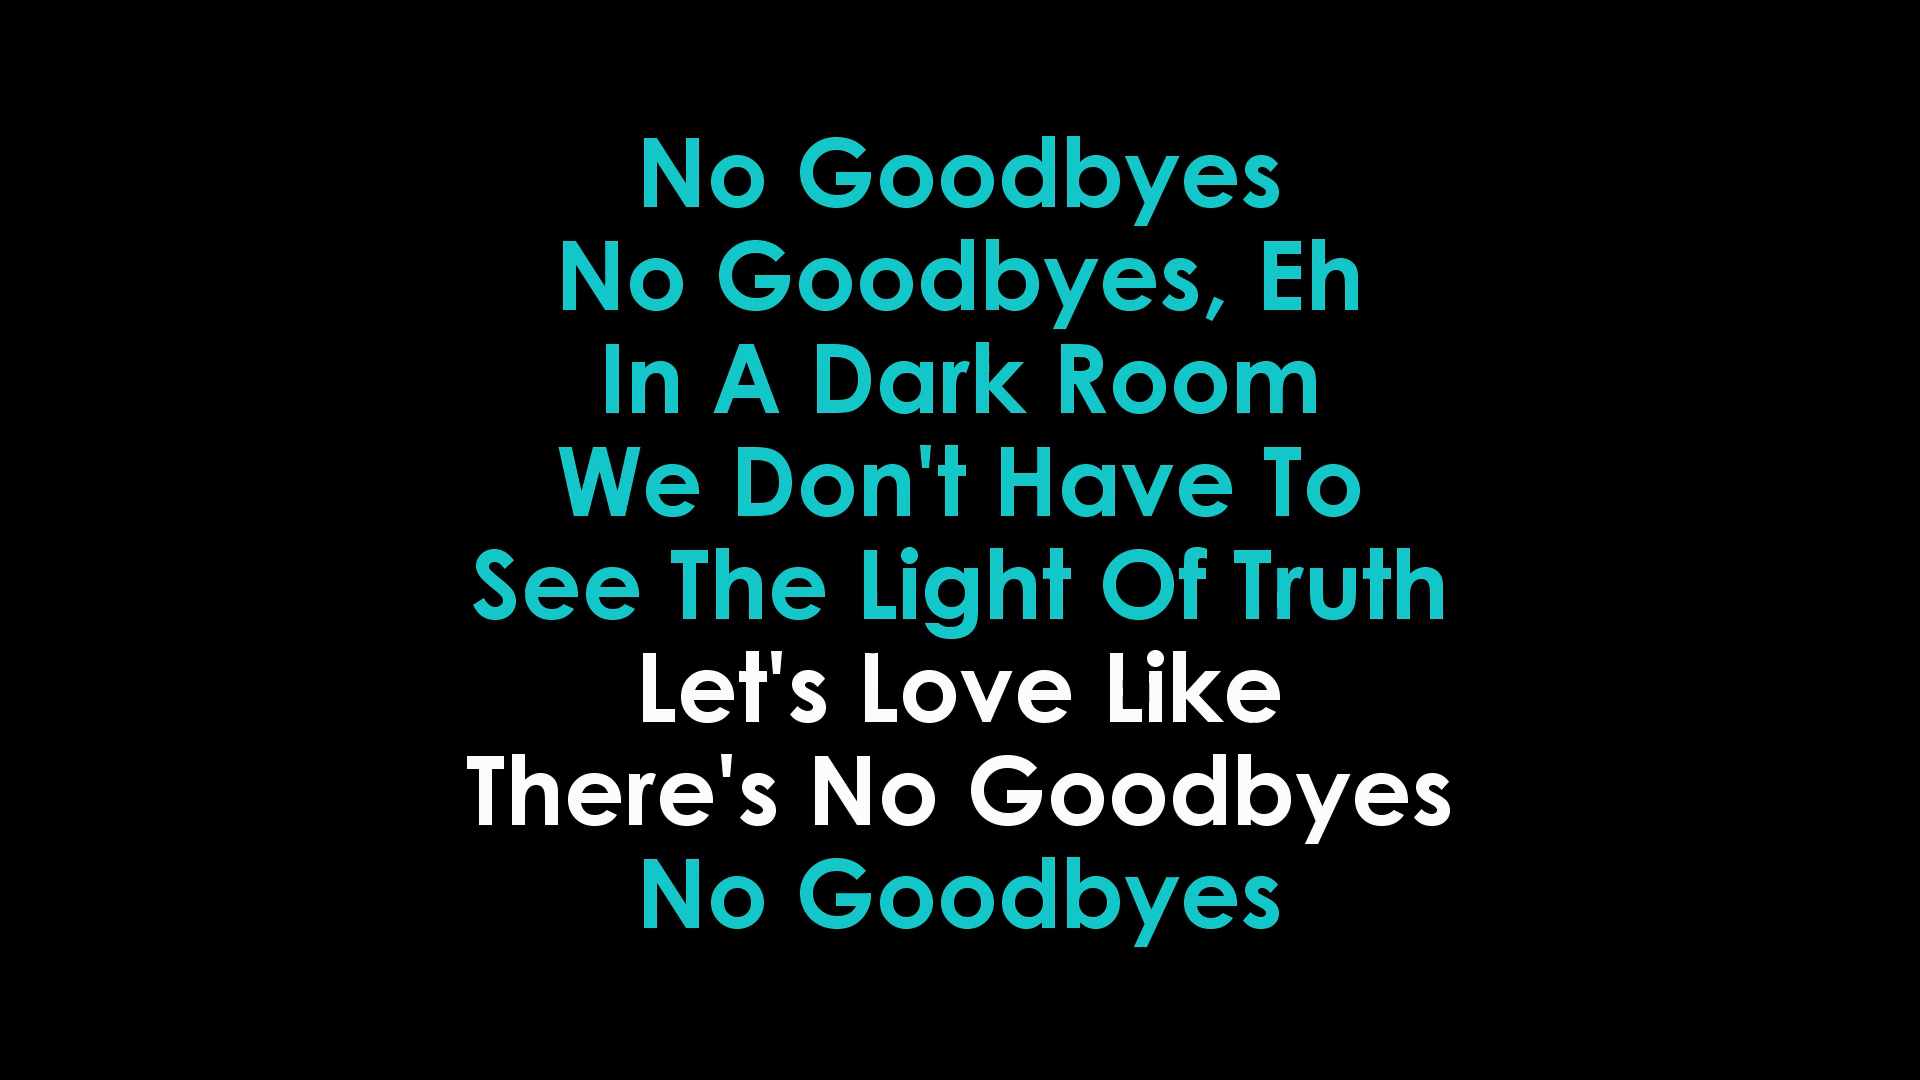 No Goodbyes
No Goodbyes, Eh
In A Dark Room
We Don't Have To
See The Light Of Truth
Let's Love Like
There's No Goodbyes
No Goodbyes